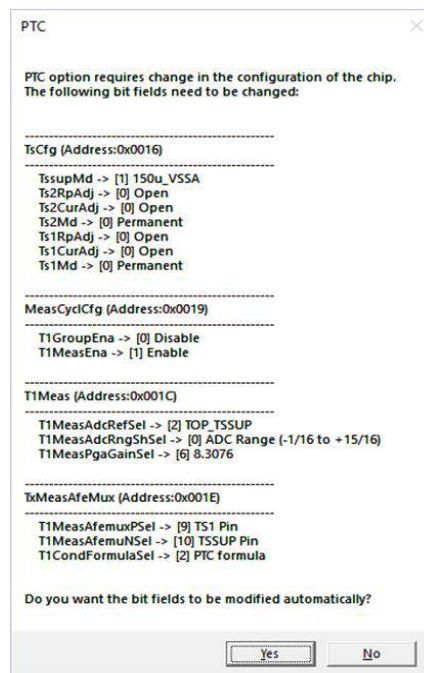 PTC
PTC option requires change in the configuration of the chip.
The following bit fields need to be changed:
------------------------------------------------------
TsCfg (Address:0x0016)
------------------------------------------------------
TssupMd -> [1] 150u_VSSA
Ts2RpAdj -> [0] Open
Ts2CurAdj -> [0] Open
Ts2Md -> [0] Permanent
Ts1RpAdj -> [0] Open
Ts1CurAdj -> [0] Open
Ts1Md -> [0] Permanent
------------------------------------------------------
MeasCyclCfg (Address:0x0019)
------------------------------------------------------
T1GroupEna -> [0] Disable
T1MeasEna -> [1] Enable
------------------------------------------------------
T1Meas (Address:0x001C)
------------------------------------------------------
T1MeasAdcRefSel -> [2] TOP_TSSUP
T1MeasAdcRngShSel -> [0] ADC Range (-1/16 to +15/16)
T1MeasPgaGainSel -> [6] 8.3076
------------------------------------------------------
TxMeasAfeMux (Address:0x001E)
------------------------------------------------------
T1MeasAfemuxPSel -> [9] TS1 Pin
T1MeasAfemuNSel -> [10] TSSUP Pin
T1CondFormulaSel -> [2] PTC formula
Do you want the bit fields to be modified automatically?
Yes No